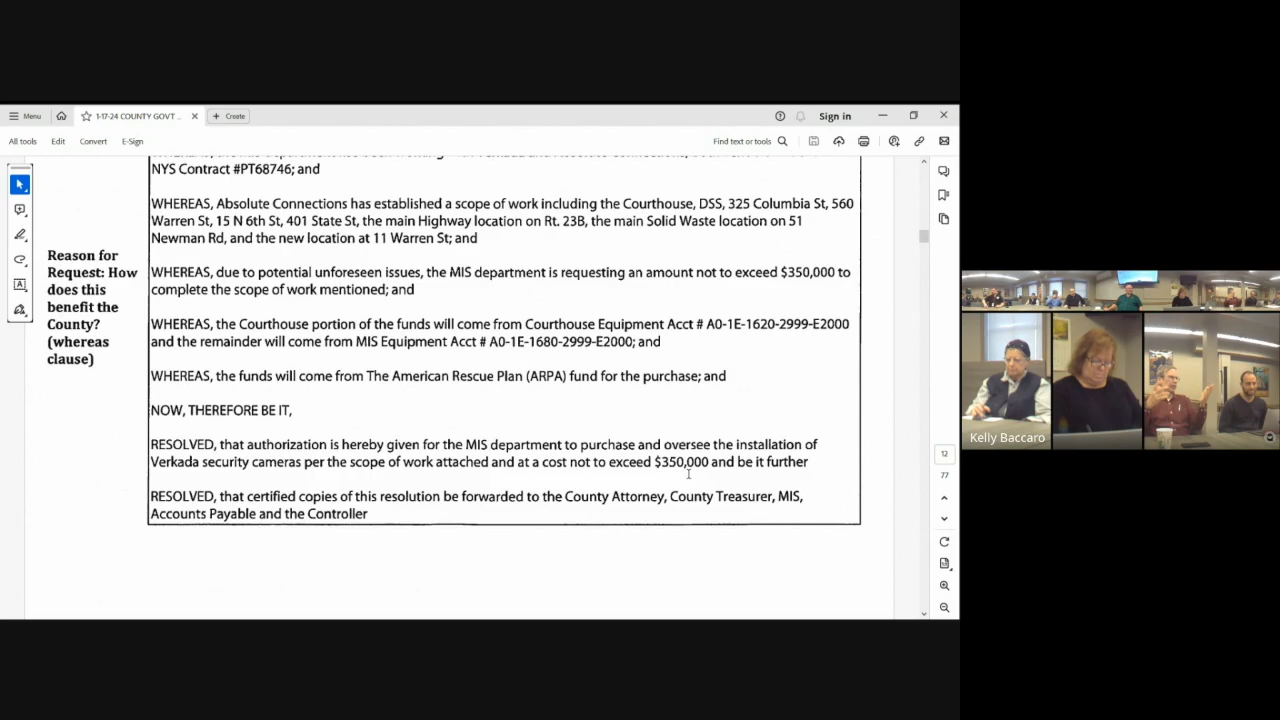 Menu
1-17-24 COUNTY GOVT ...
Create
Sign in
All tools
Edit
Convert
E-Sign
Find text or tools
NYS Contract #PT68746; and
WHEREAS, Absolute Connections has established a scope of work including the Courthouse, DSS, 325 Columbia St, 560
Warren St, 15 N 6th St, 401 State St, the main Highway location on Rt. 23B, the main Solid Waste location on 51
Newman Rd, and the new location at 11 Warren St; and
Reason for
Request: How
does this
benefit the
County?
(whereas
clause)
WHEREAS, due to potential unforeseen issues, the MIS department is requesting an amount not to exceed $350,000 to
complete the scope of work mentioned; and
WHEREAS, the Courthouse portion of the funds will come from Courthouse Equipment Acct # A0-1E-1620-2999-E2000
and the remainder will come from MIS Equipment Acct # A0-1E-1680-2999-E2000; and
WHEREAS, the funds will come from The American Rescue Plan (ARPA) fund for the purchase; and
NOW, THEREFORE BE IT,
RESOLVED, that authorization is hereby given for the MIS department to purchase and oversee the installation of
Verkada security cameras per the scope of work attached and at a cost not to exceed $350,000 and be it further
RESOLVED, that certified copies of this resolution be forwarded to the County Attorney, County Treasurer, MIS,
Accounts Payable and the Controller
12
77
Kelly Baccaro